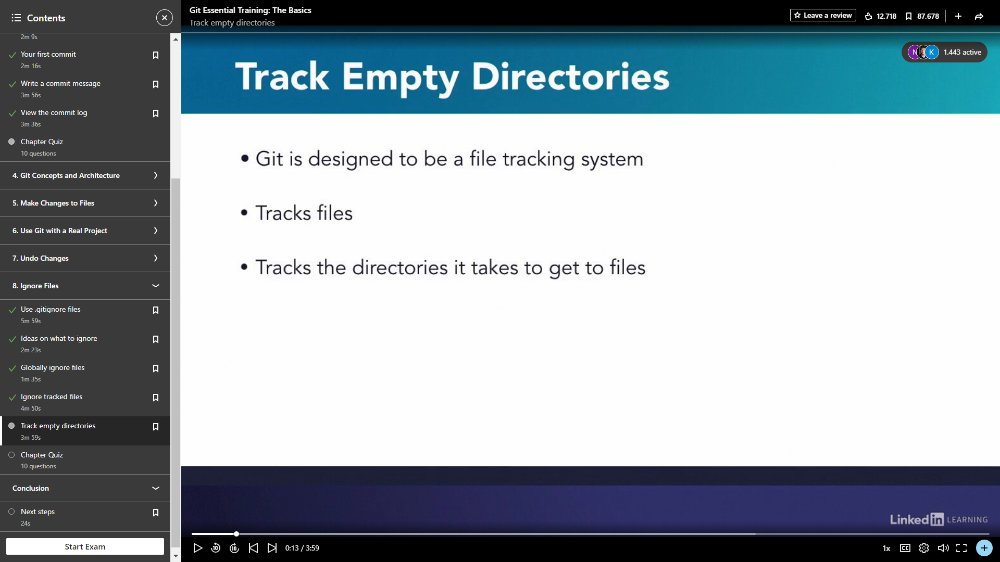 Contents
2m 9s
Your first commit
2m 16s
Write a commit message
3m 56s
View the commit log
3m 36s
Chapter Quiz
10 questions
4. Git Concepts and Architecture
5. Make Changes to Files
6. Use Git with a Real Project
7. Undo Changes
8. Ignore Files
Use .gitignore files
5m 59s
Ideas on what to ignore
2m 23s
Globally ignore files
1m 35s
Ignore tracked files
4m 50s
Track empty directories
3m 59s
Chapter Quiz
10 questions
Conclusion
Next steps
24s
Start Exam
Git Essential Training: The Basics
Track empty directories
Leave a review
12,718
87,678
N K 1,443 active
Track Empty Directories
• Git is designed to be a file tracking system
• Tracks files
• Tracks the directories it takes to get to files
Linked in LEARNING
10 10 0:13 / 3:59
1x CC